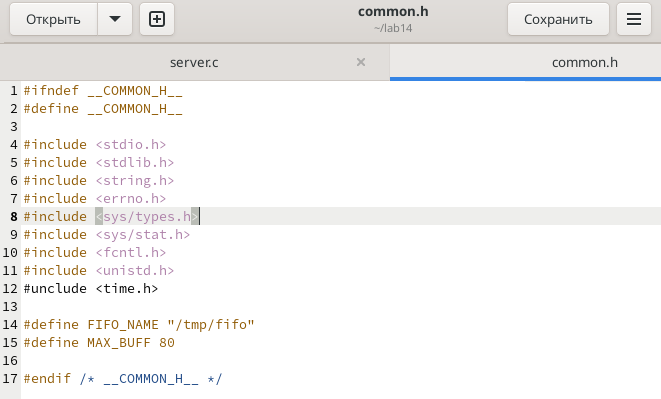 Открыть
common.h
~/lab14
Сохранить
server.c
common.h
1 #ifndef __COMMON_H__
2 #define __COMMON_H__
3
4 #include <stdio.h>
5 #include <stdlib.h>
6 #include <string.h>
7 #include <errno.h>
8 #include <sys/types.h>
9 #include <sys/stat.h>
10 #include <fcntl.h>
11 #include <unistd.h>
12 #unclude <time.h>
13
14 #define FIFO_NAME "/tmp/fifo"
15 #define MAX_BUFF 80
16
17 #endif /* __COMMON_H__ */